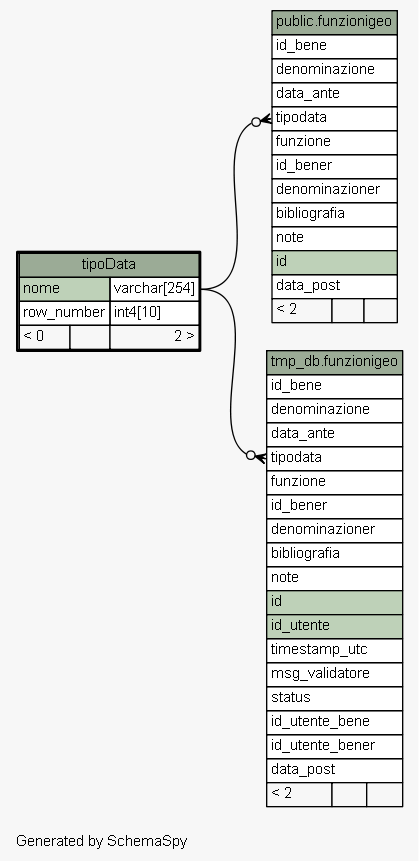 public.funzionigeo
id_bene
denominazione
data_ante
tipodata
funzione
id_bener
denominazioner
bibliografia
note
id
data_post
< 2
tipoData
nome varchar[254]
row_number int4[10]
< 0 2 >
tmp_db.funzionigeo
id_bene
denominazione
data_ante
tipodata
funzione
id_bener
denominazioner
bibliografia
note
id
id_utente
timestamp_utc
msg_validatore
status
id_utente_bene
id_utente_bener
data_post
< 2
Generated by SchemaSpy